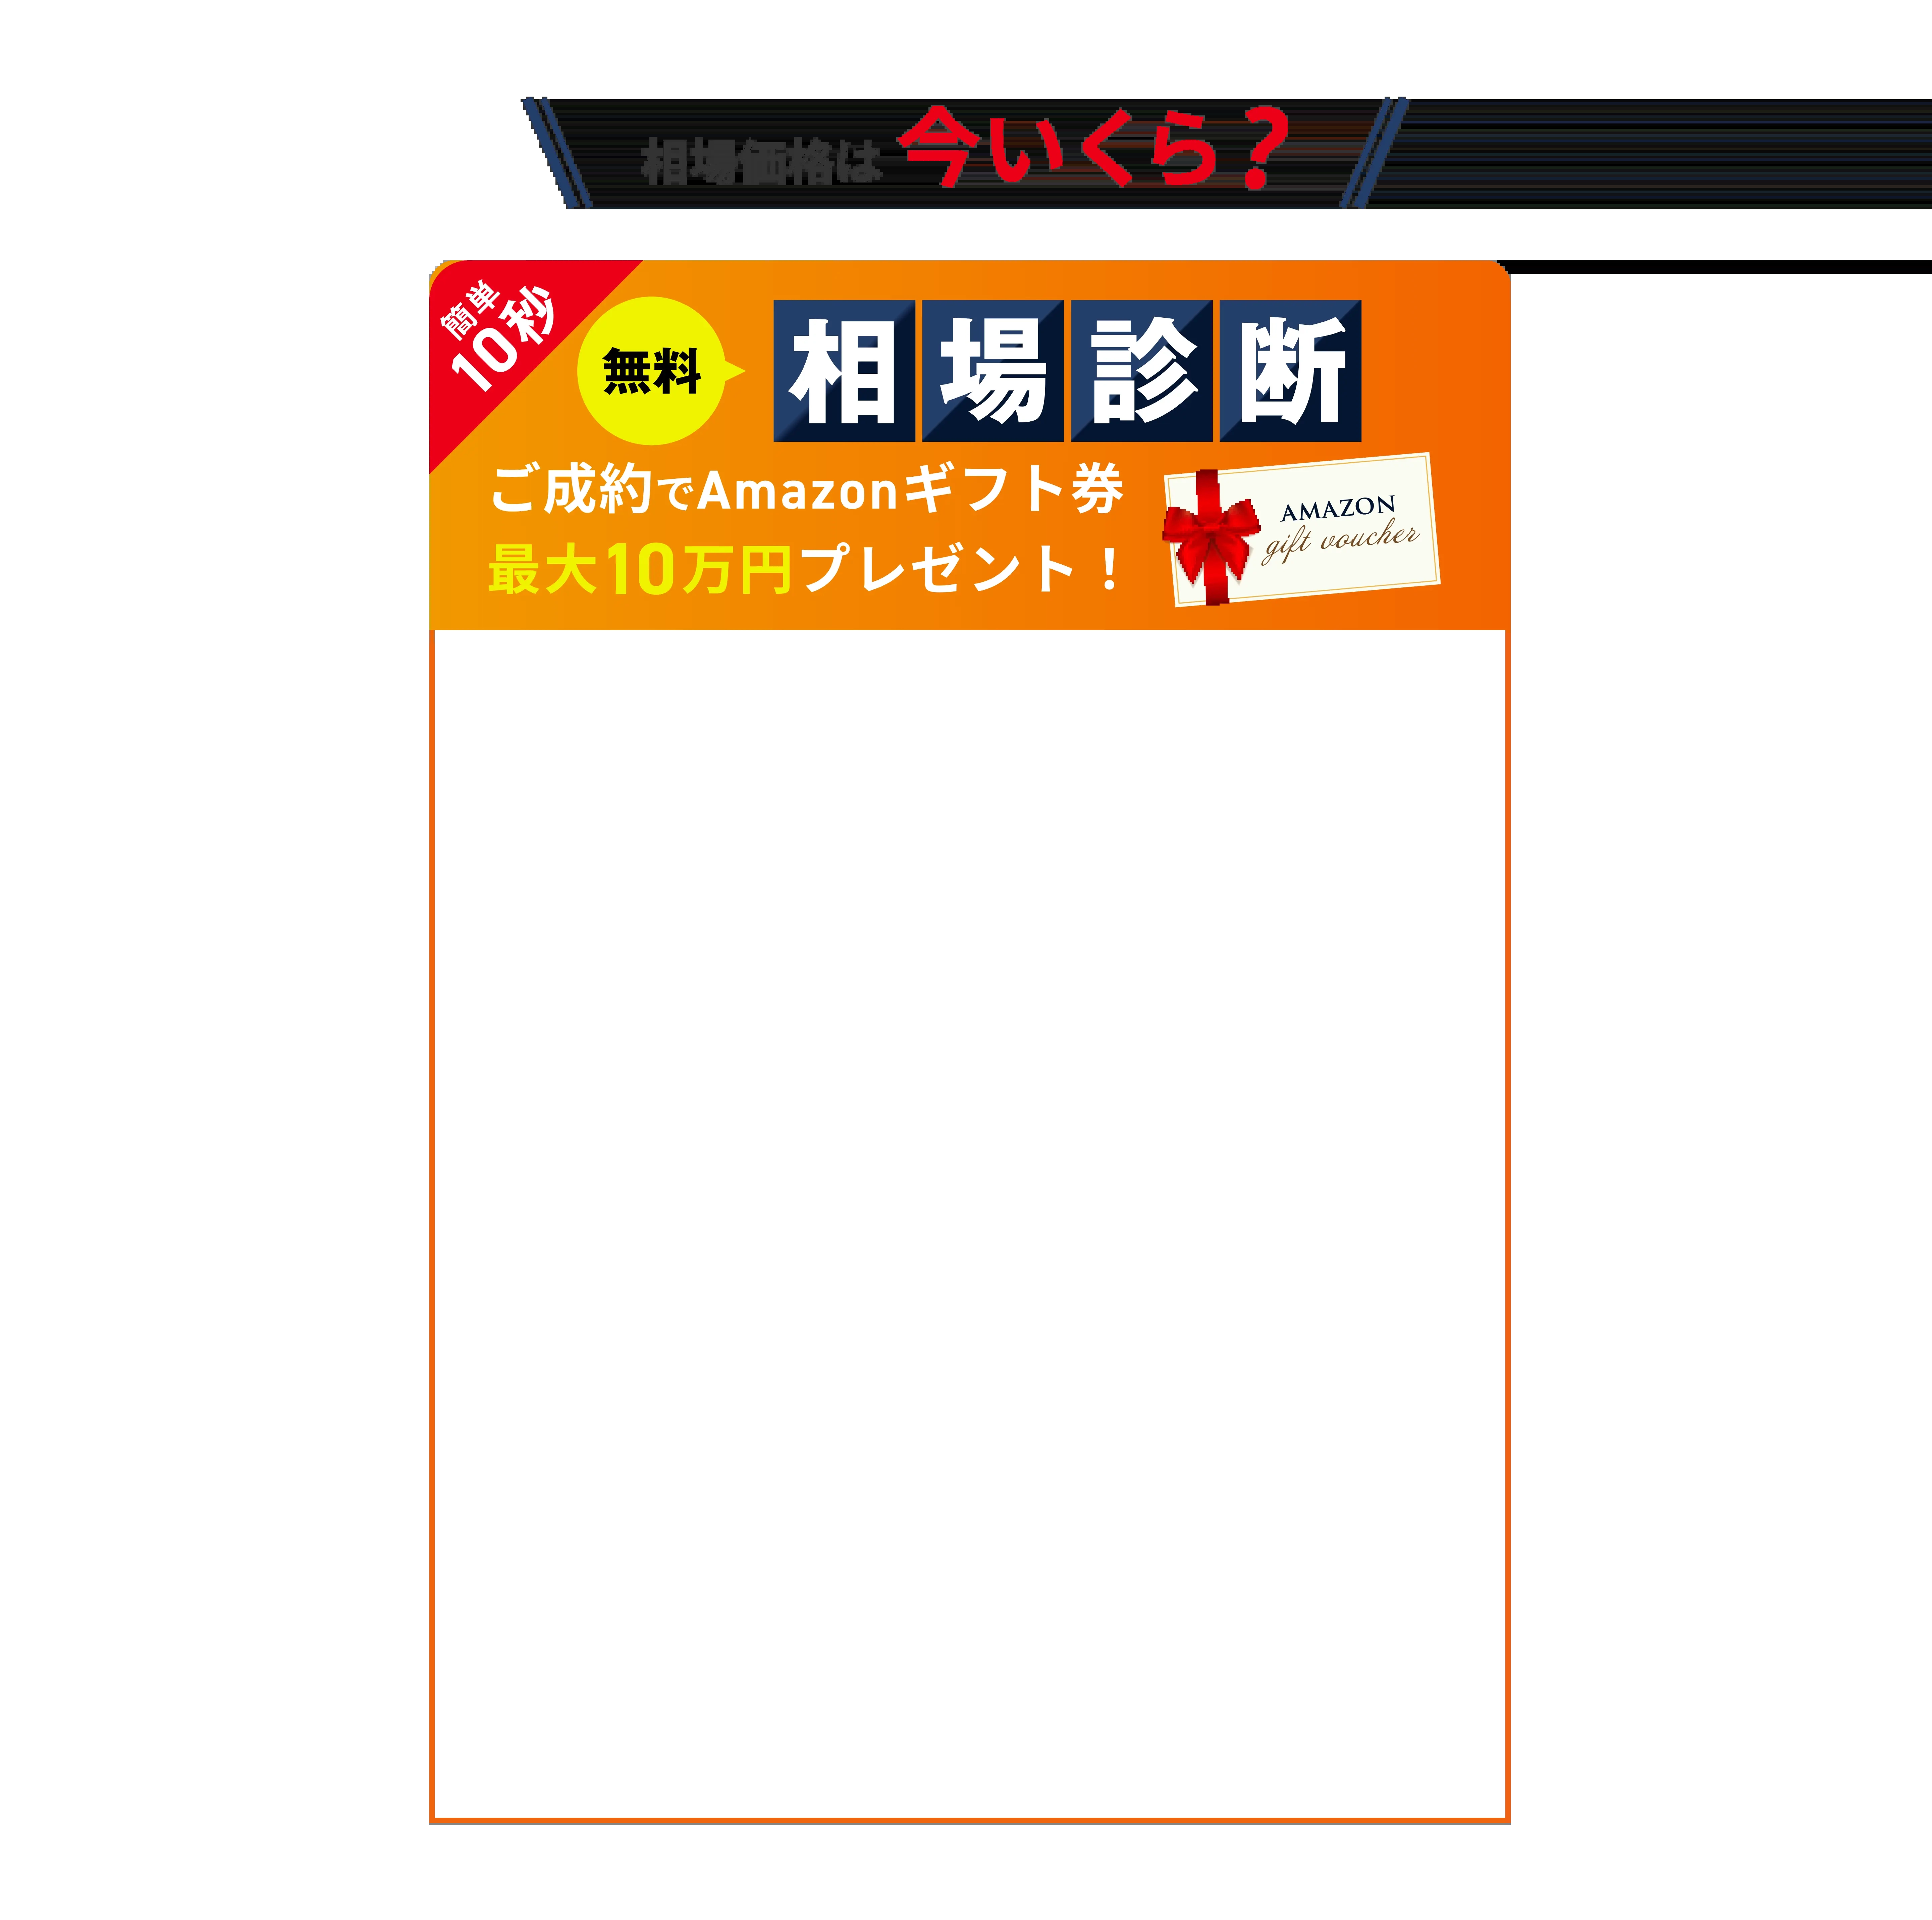 相場価格は今いくら？
簡単
10秒
無料
相場診断
ご成約でAmazonギフト券
最大10万円プレゼント！
AMAZON
gift voucher